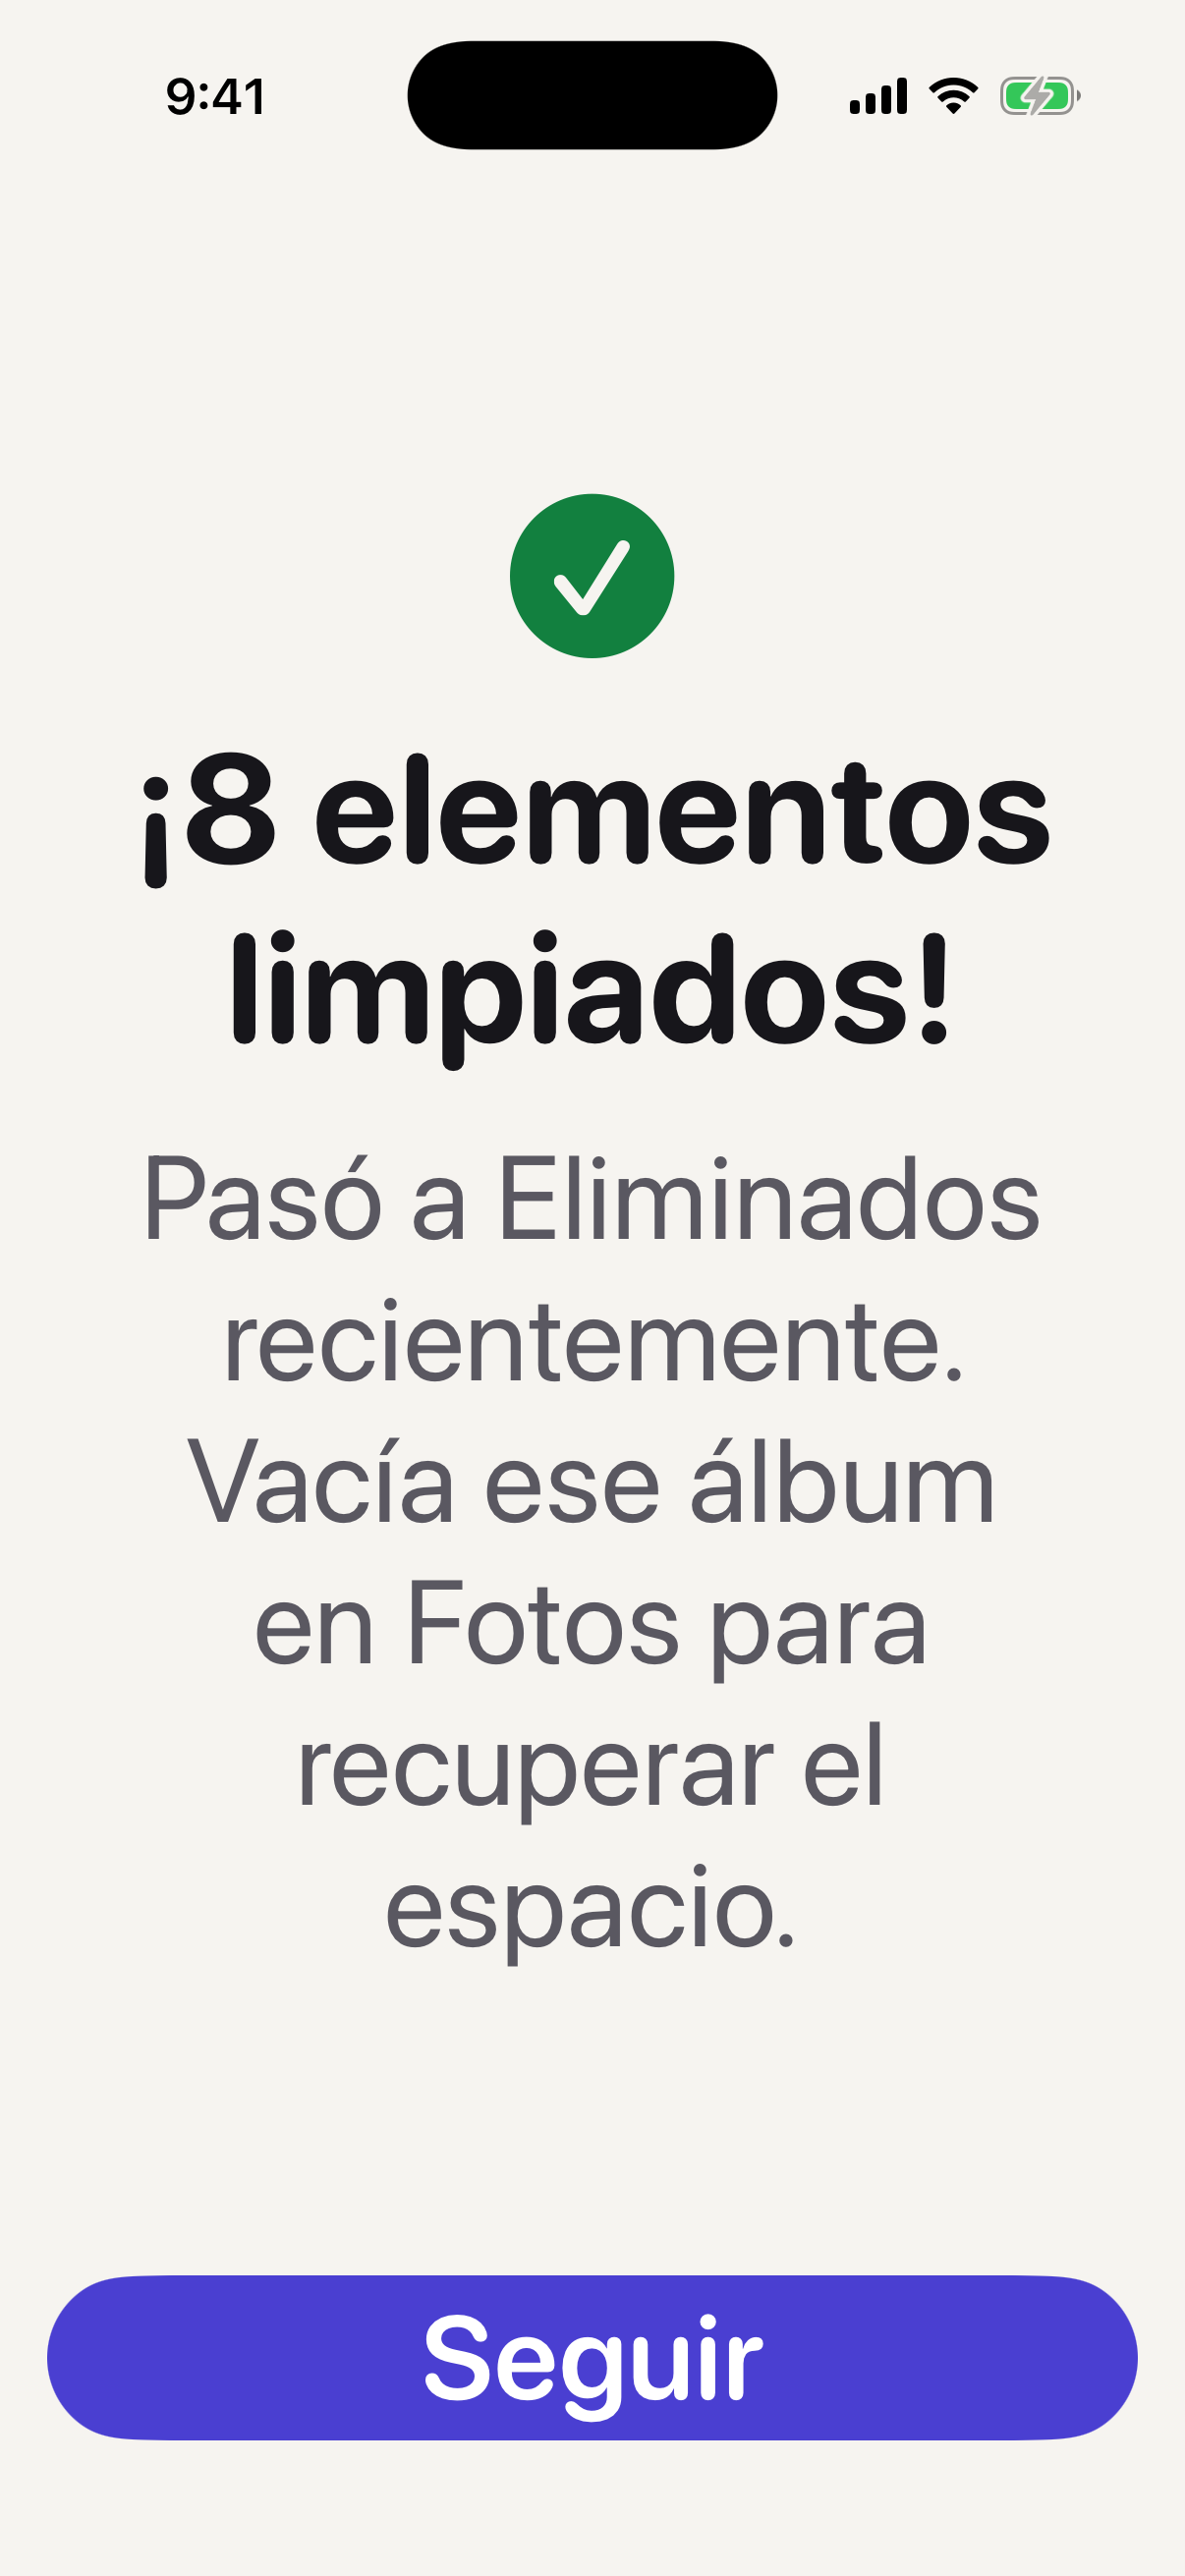 9:41
¡8 elementos
limpiados!
Pasó a Eliminados
recientemente.
Vacía ese álbum
en Fotos para
recuperar el
espacio.
Seguir